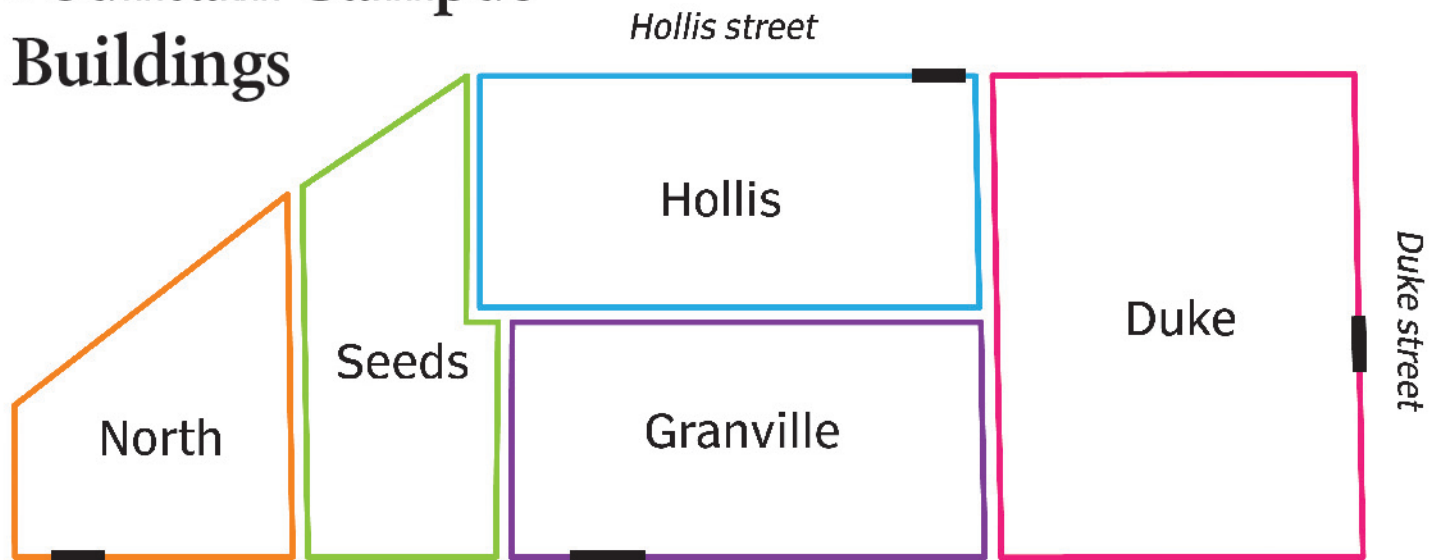 Buildings
Hollis street
Hollis
Duke
Duke street
Seeds
North
Granville